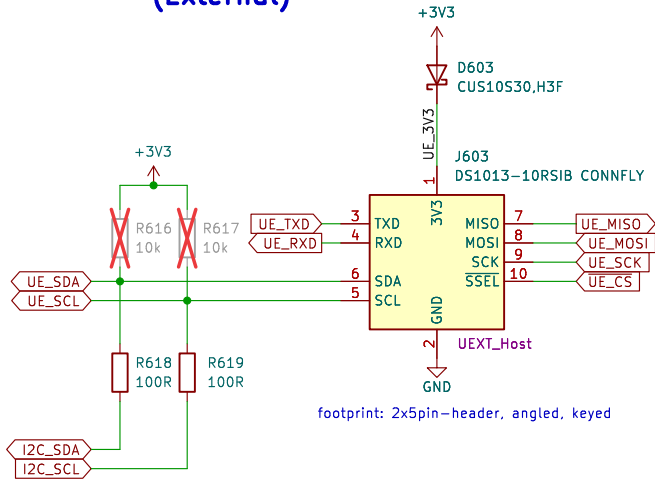 (External)
+3V3
D603
CUS10S30,H3F
UE_3V3
+3V3
J603
DS1013-10RSIB CONNFLY
1
3V3
R616
10k
R617
10k
UE_TXD
3
TXD
MISO
7
UE_MISO
UE_RXD
4
RXD
MOSI
8
UE_MOSI
SCK
9
UE_SCK
UE_SDA
6
SDA
SSEL
10
UE_CS
UE_SCL
5
SCL
GND
2
UEXT_Host
GND
R618
100R
R619
100R
footprint: 2x5pin-header, angled, keyed
I2C_SDA
I2C_SCL